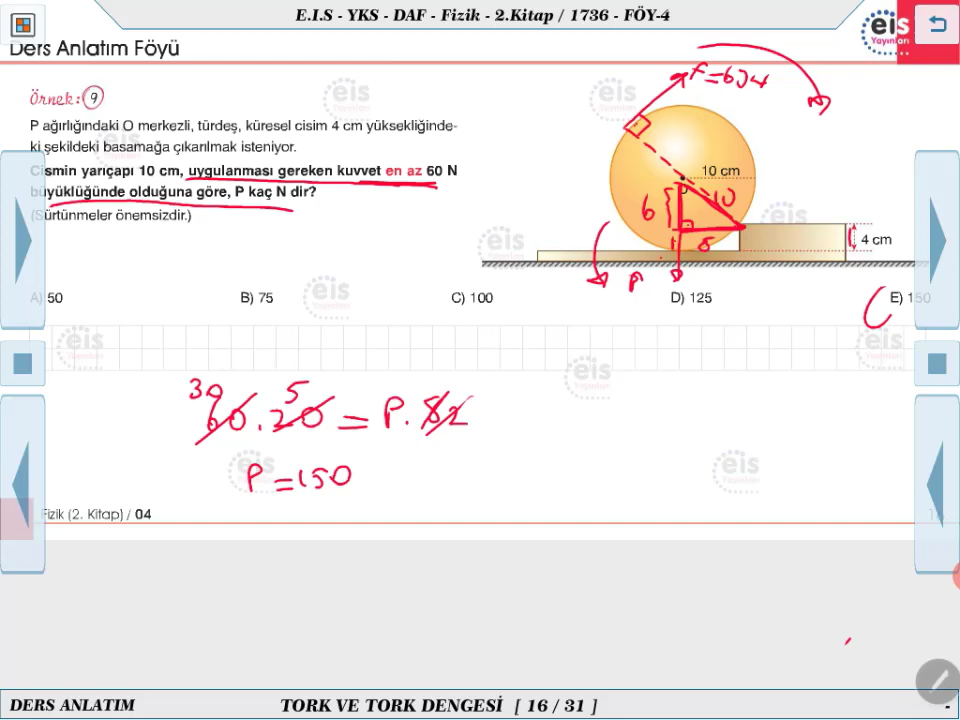 E.I.S - YKS - DAF - Fizik - 2.Kitap / 1736 - FÖY-4
eis
Yayınları
Ders Anlatım Föyü
Örnek: 9
P ağırlığındaki O merkezli, türdeş, küresel cisim 4 cm yüksekliğinde-
ki şekildeki basamağa çıkarılmak isteniyor.
Cismin yarıçapı 10 cm, uygulanması gereken kuvvet en az 60 N
büyüklüğünde olduğuna göre, P kaç N dir?
(Sürtünmeler önemsizdir.)
10 cm
O
10
6
8
P
4 cm
A) 50
B) 75
C) 100
D) 125
E) 150
30 5
60 . 20 = P . 82
P = 150
Fizik (2. Kitap) / 04
DERS ANLATIM
TORK VE TORK DENGESİ [ 16 / 31 ]
-